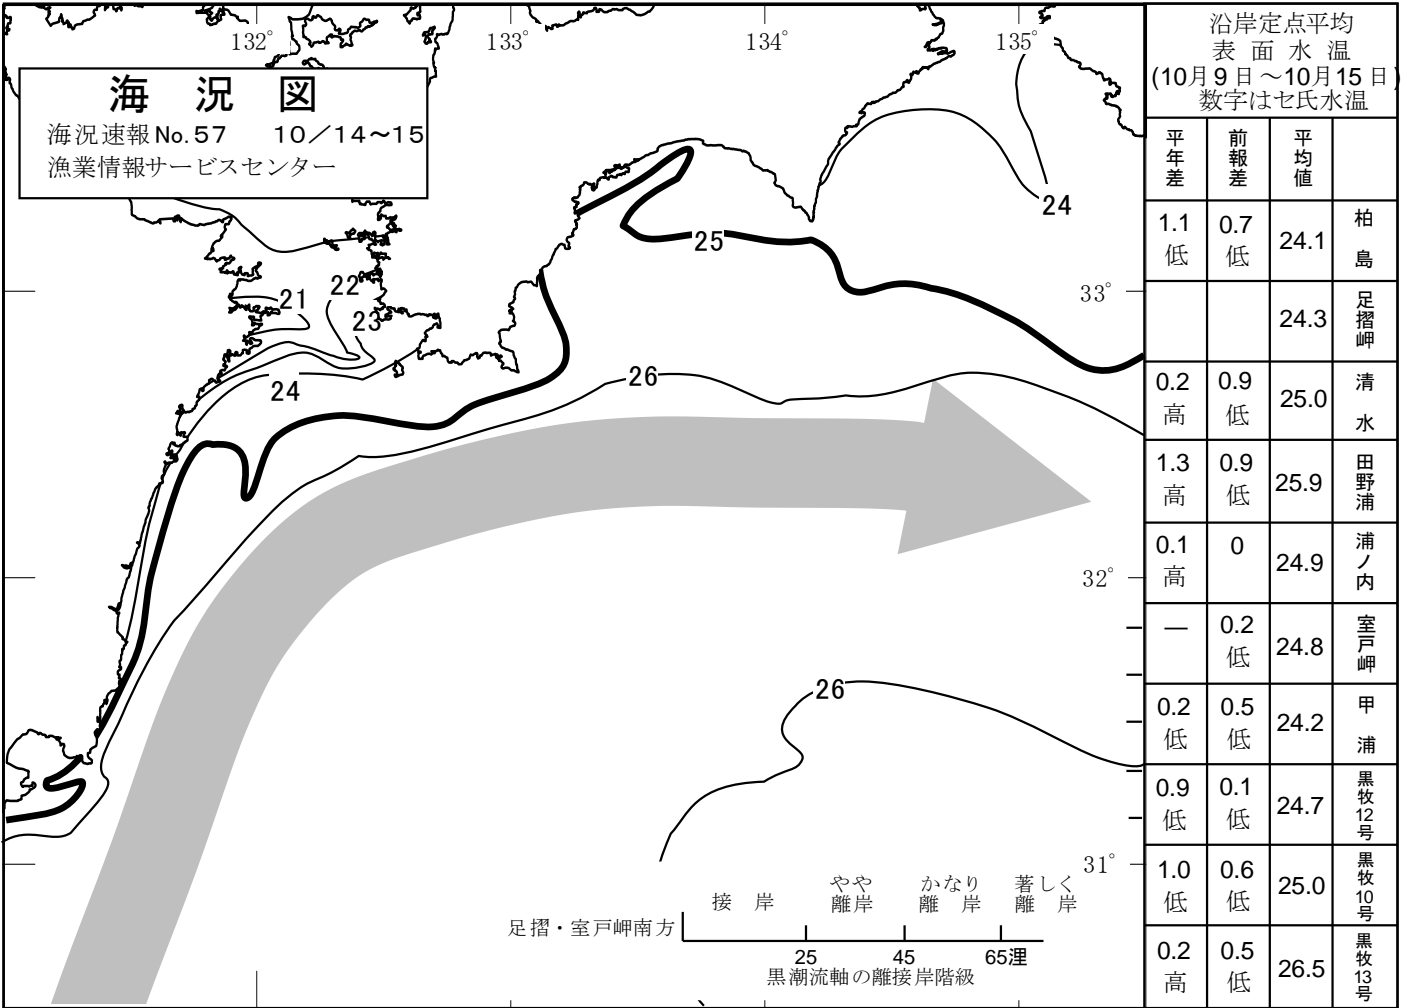 132°
133°
134°
135°
海 況 図
海況速報No.57 10/14~15
漁業情報サービスセンター
24
25
21
22
23
24
26
26
33°
32°
31°
接 岸
やや
離岸
かなり
離 岸
著しく
離 岸
足摺・室戸岬南方
25 45 65浬
黒潮流軸の離接岸階級
沿岸定点平均
表 面 水 温
(10月9日~10月15日)
数字はセ氏水温
平年差 前報差 平均値
1.1低 0.7低 24.1 柏島
24.3 足摺岬
0.2高 0.9低 25.0 清水
1.3高 0.9低 25.9 田野浦
0.1高 0 24.9 浦ノ内
— 0.2低 24.8 室戸岬
0.2低 0.5低 24.2 甲浦
0.9低 0.1低 24.7 黒牧12号
1.0低 0.6低 25.0 黒牧10号
0.2高 0.5低 26.5 黒牧13号